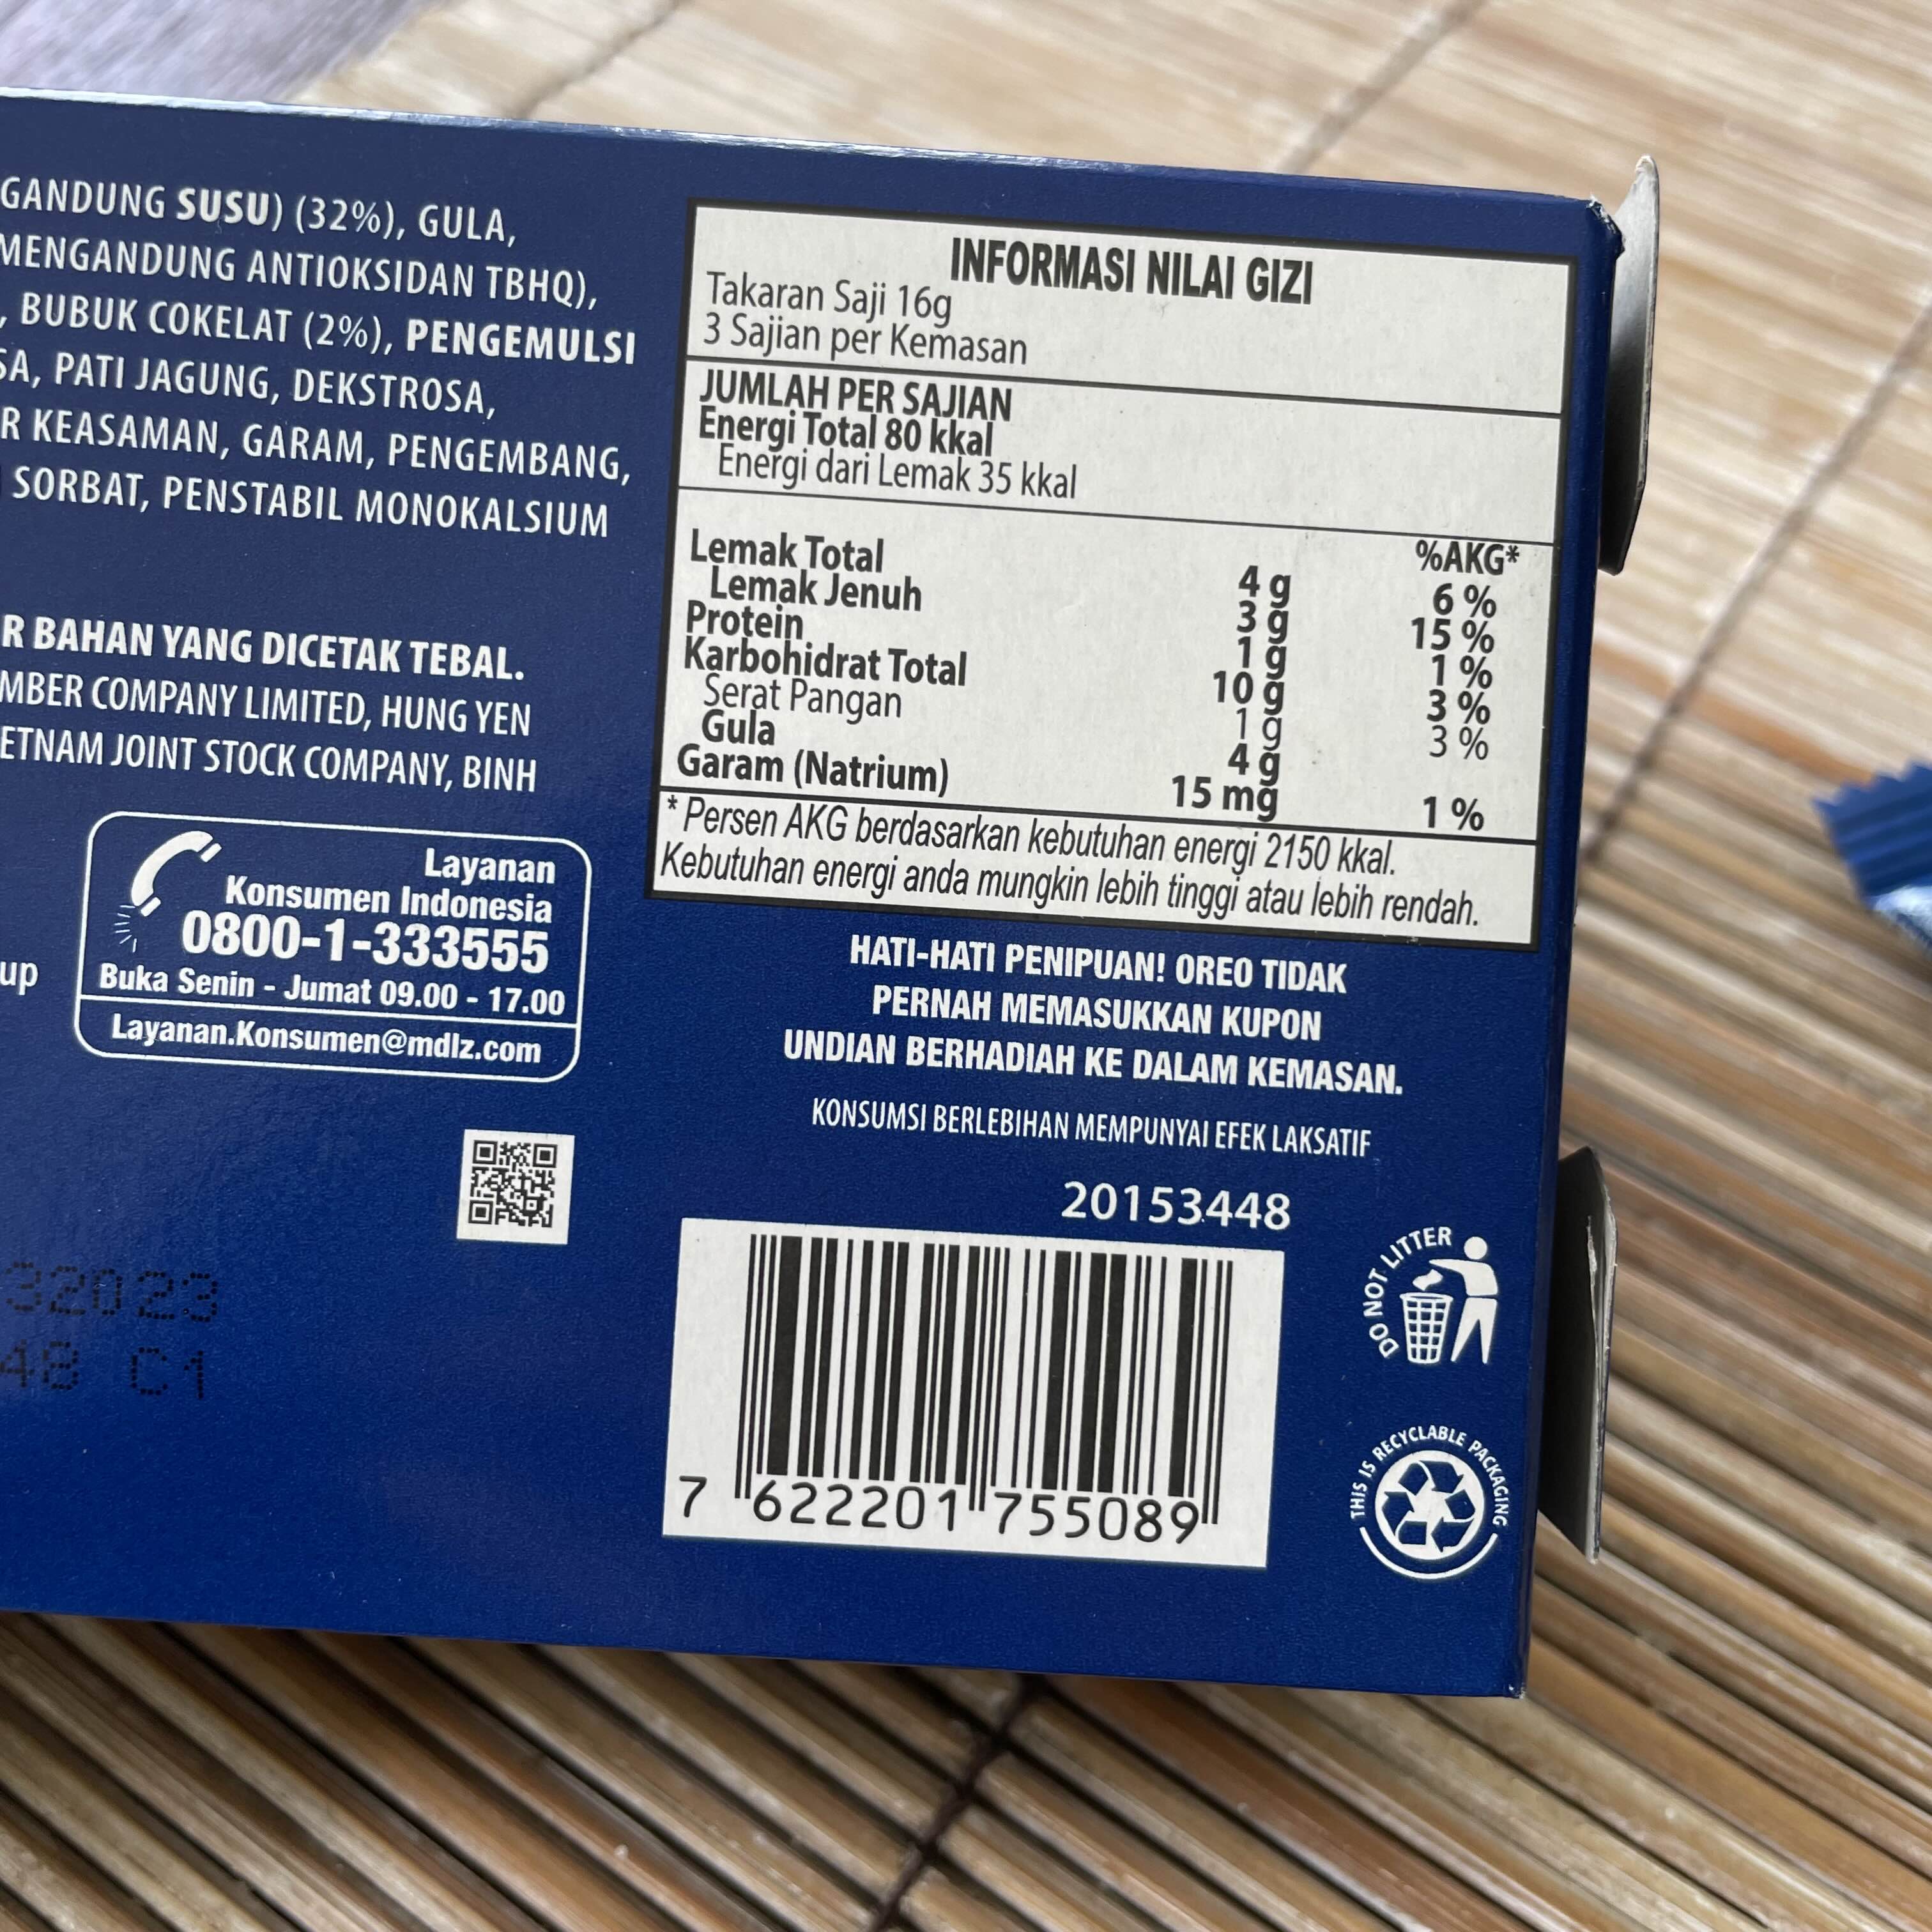 GANDUNG SUSU) (32%), GULA,
MENGANDUNG ANTIOKSIDAN TBHQ),
, BUBUK COKELAT (2%), PENGEMULSI
SA, PATI JAGUNG, DEKSTROSA,
R KEASAMAN, GARAM, PENGEMBANG,
SORBAT, PENSTABIL MONOKALSIUM
R BAHAN YANG DICETAK TEBAL.
MBER COMPANY LIMITED, HUNG YEN
ETNAM JOINT STOCK COMPANY, BINH
up
Layanan
Konsumen Indonesia
0800-1-333555
Buka Senin - Jumat 09.00 - 17.00
Layanan.Konsumen@mdlz.com
32023
48 C1
INFORMASI NILAI GIZI
Takaran Saji 16g
3 Sajian per Kemasan
JUMLAH PER SAJIAN
Energi Total 80 kkal
Energi dari Lemak 35 kkal
%AKG*
Lemak Total 4 g 6 %
Lemak Jenuh 3 g 15 %
Protein 1 g 1 %
Karbohidrat Total 10 g 3 %
Serat Pangan 1 g 3 %
Gula 4 g
Garam (Natrium) 15 mg 1 %
* Persen AKG berdasarkan kebutuhan energi 2150 kkal.
Kebutuhan energi anda mungkin lebih tinggi atau lebih rendah.
HATI-HATI PENIPUAN! OREO TIDAK
PERNAH MEMASUKKAN KUPON
UNDIAN BERHADIAH KE DALAM KEMASAN.
KONSUMSI BERLEBIHAN MEMPUNYAI EFEK LAKSATIF
20153448
7 622201 755089
DO NOT LITTER
THIS IS RECYCLABLE PACKAGING